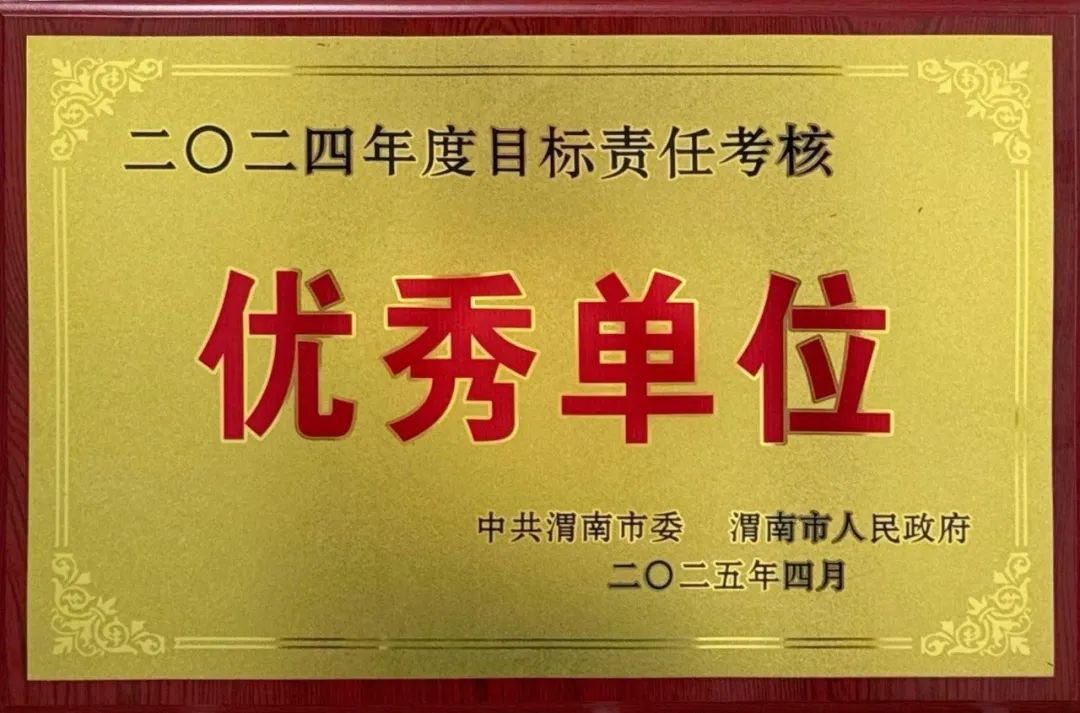 二〇二四年度目标责任考核
优秀单位
中共渭南市委 渭南市人民政府
二〇二五年四月